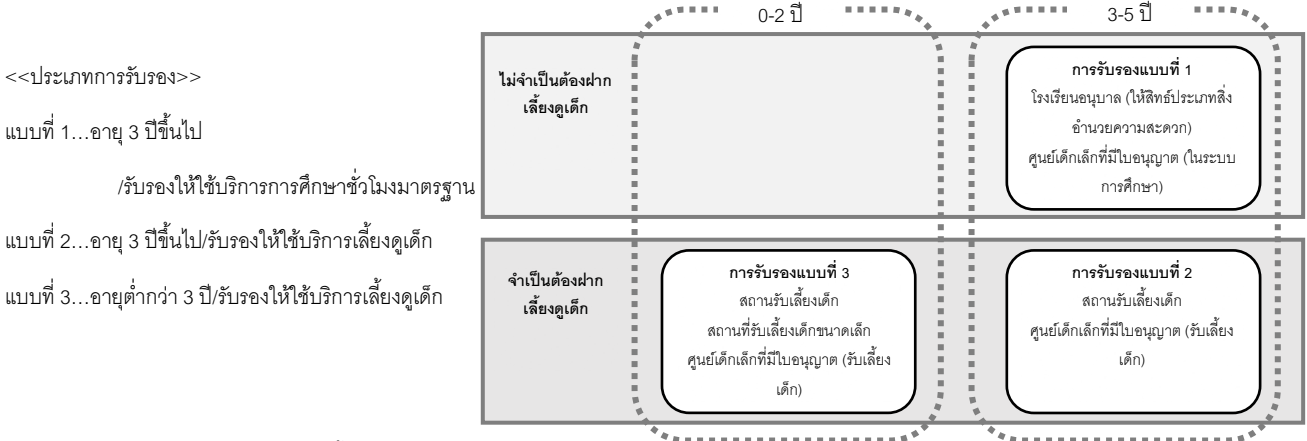 <<ประเภทการรับรอง>>
แบบที่ 1…อายุ 3 ปีขึ้นไป
/รับรองให้ใช้บริการการศึกษาชั่วโมงมาตรฐาน
แบบที่ 2…อายุ 3 ปีขึ้นไป/รับรองให้ใช้บริการเลี้ยงดูเด็ก
แบบที่ 3…อายุต่ำกว่า 3 ปี/รับรองให้ใช้บริการเลี้ยงดูเด็ก
0-2 ปี
3-5 ปี
ไม่จำเป็นต้องฝาก
เลี้ยงดูเด็ก
การรับรองแบบที่ 1
โรงเรียนอนุบาล (ให้สิทธ์ประเภทสิ่ง
อำนวยความสะดวก)
ศูนย์เด็กเล็กที่มีใบอนุญาต (ในระบบ
การศึกษา)
จำเป็นต้องฝาก
เลี้ยงดูเด็ก
การรับรองแบบที่ 3
สถานรับเลี้ยงเด็ก
สถานที่รับเลี้ยงเด็กขนาดเล็ก
ศูนย์เด็กเล็กที่มีใบอนุญาต (รับเลี้ยง
เด็ก)
การรับรองแบบที่ 2
สถานรับเลี้ยงเด็ก
ศูนย์เด็กเล็กที่มีใบอนุญาต (รับเลี้ยง
เด็ก)